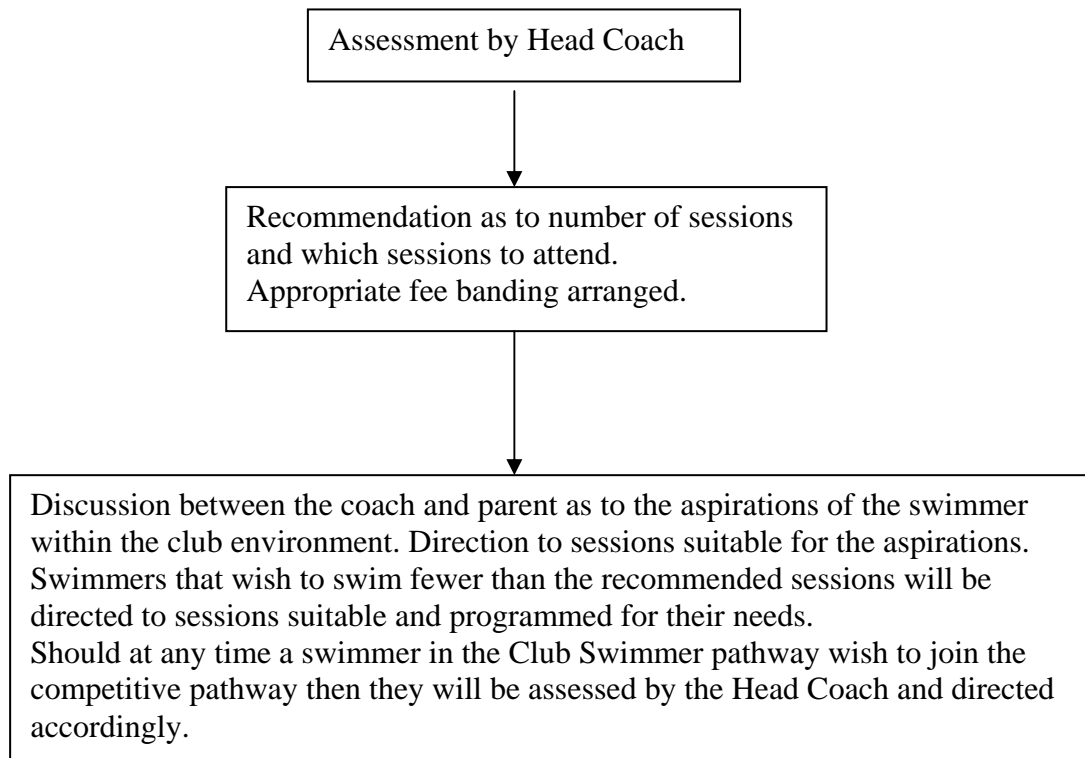 Assessment by Head Coach
Recommendation as to number of sessions
and which sessions to attend.
Appropriate fee banding arranged.
Discussion between the coach and parent as to the aspirations of the swimmer
within the club environment. Direction to sessions suitable for the aspirations.
Swimmers that wish to swim fewer than the recommended sessions will be
directed to sessions suitable and programmed for their needs.
Should at any time a swimmer in the Club Swimmer pathway wish to join the
competitive pathway then they will be assessed by the Head Coach and directed
accordingly.